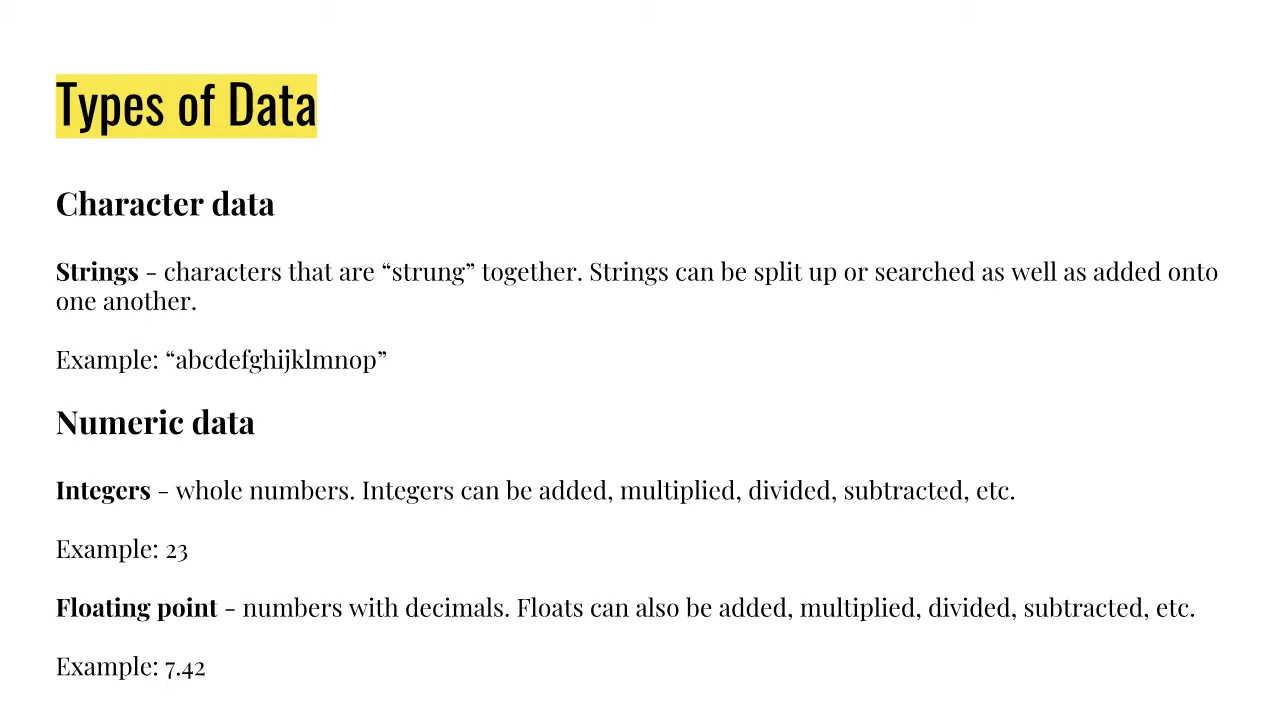 Types of Data
Character data
Strings - characters that are “strung” together. Strings can be split up or searched as well as added onto
one another.
Example: “abcdefghijklmnop”
Numeric data
Integers - whole numbers. Integers can be added, multiplied, divided, subtracted, etc.
Example: 23
Floating point - numbers with decimals. Floats can also be added, multiplied, divided, subtracted, etc.
Example: 7.42